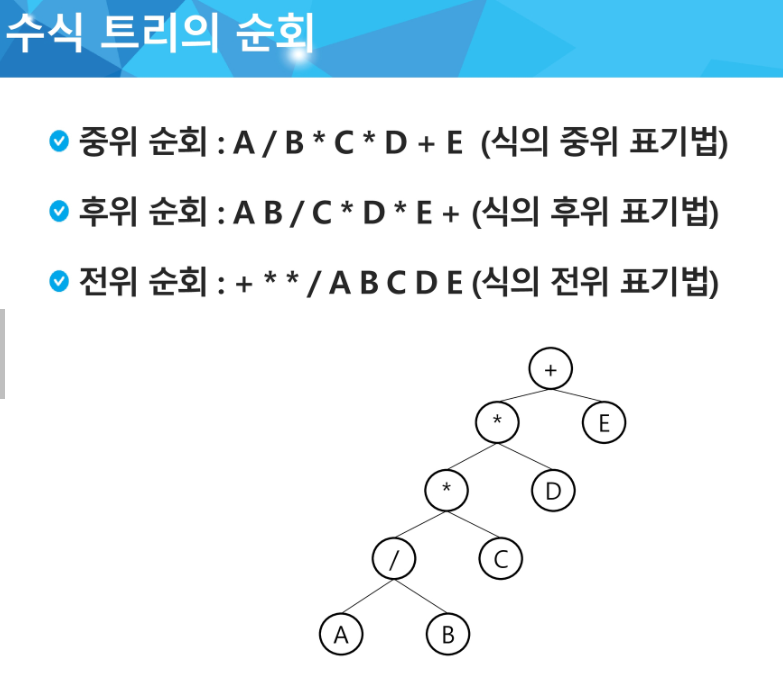 수식 트리의 순회
중위 순회 : A / B * C * D + E (식의 중위 표기법)
후위 순회 : A B / C * D * E + (식의 후위 표기법)
전위 순회 : + * * / A B C D E (식의 전위 표기법)
+
* E
* D
/ C
A B